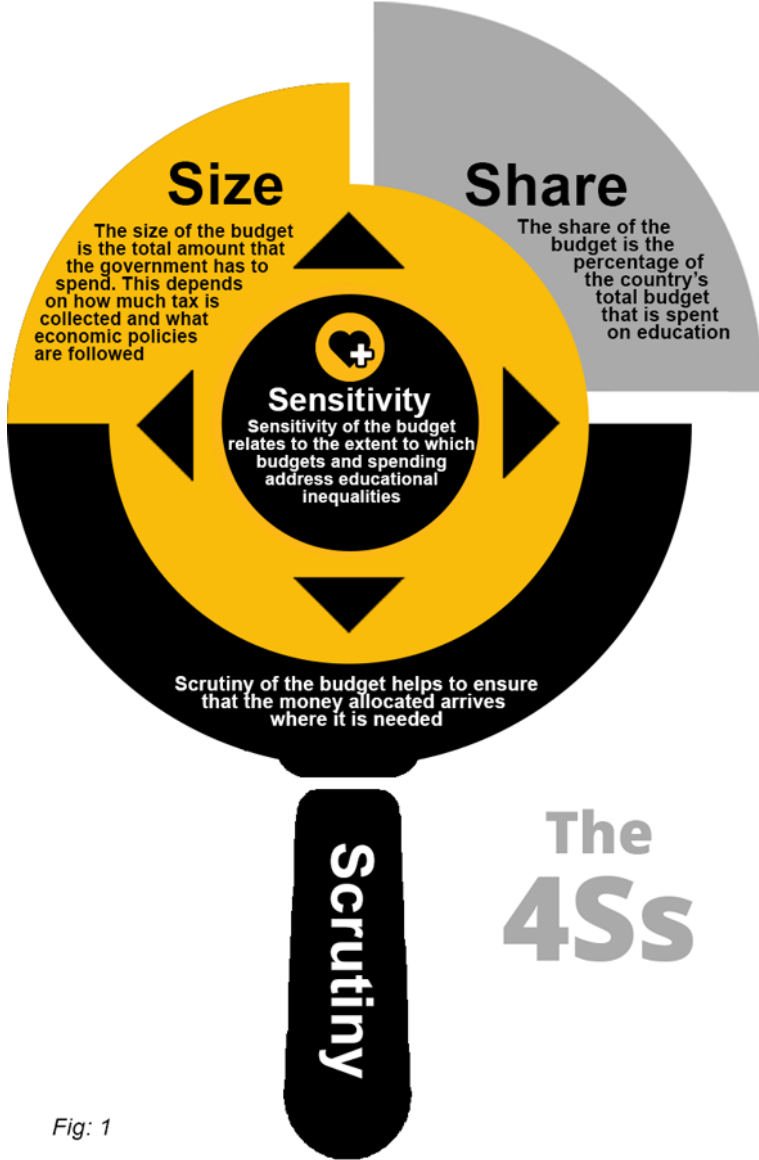 Size
The size of the budget
is the total amount that
the government has to
spend. This depends
on how much tax is
collected and what
economic policies
are followed
Share
The share of the
budget is the
percentage of
the country's
total budget
that is spent
on education
Sensitivity
Sensitivity of the budget
relates to the extent to which
budgets and spending
address educational
inequalities
Scrutiny of the budget helps to ensure
that the money allocated arrives
where it is needed
Scrutiny
The
4Ss
Fig: 1